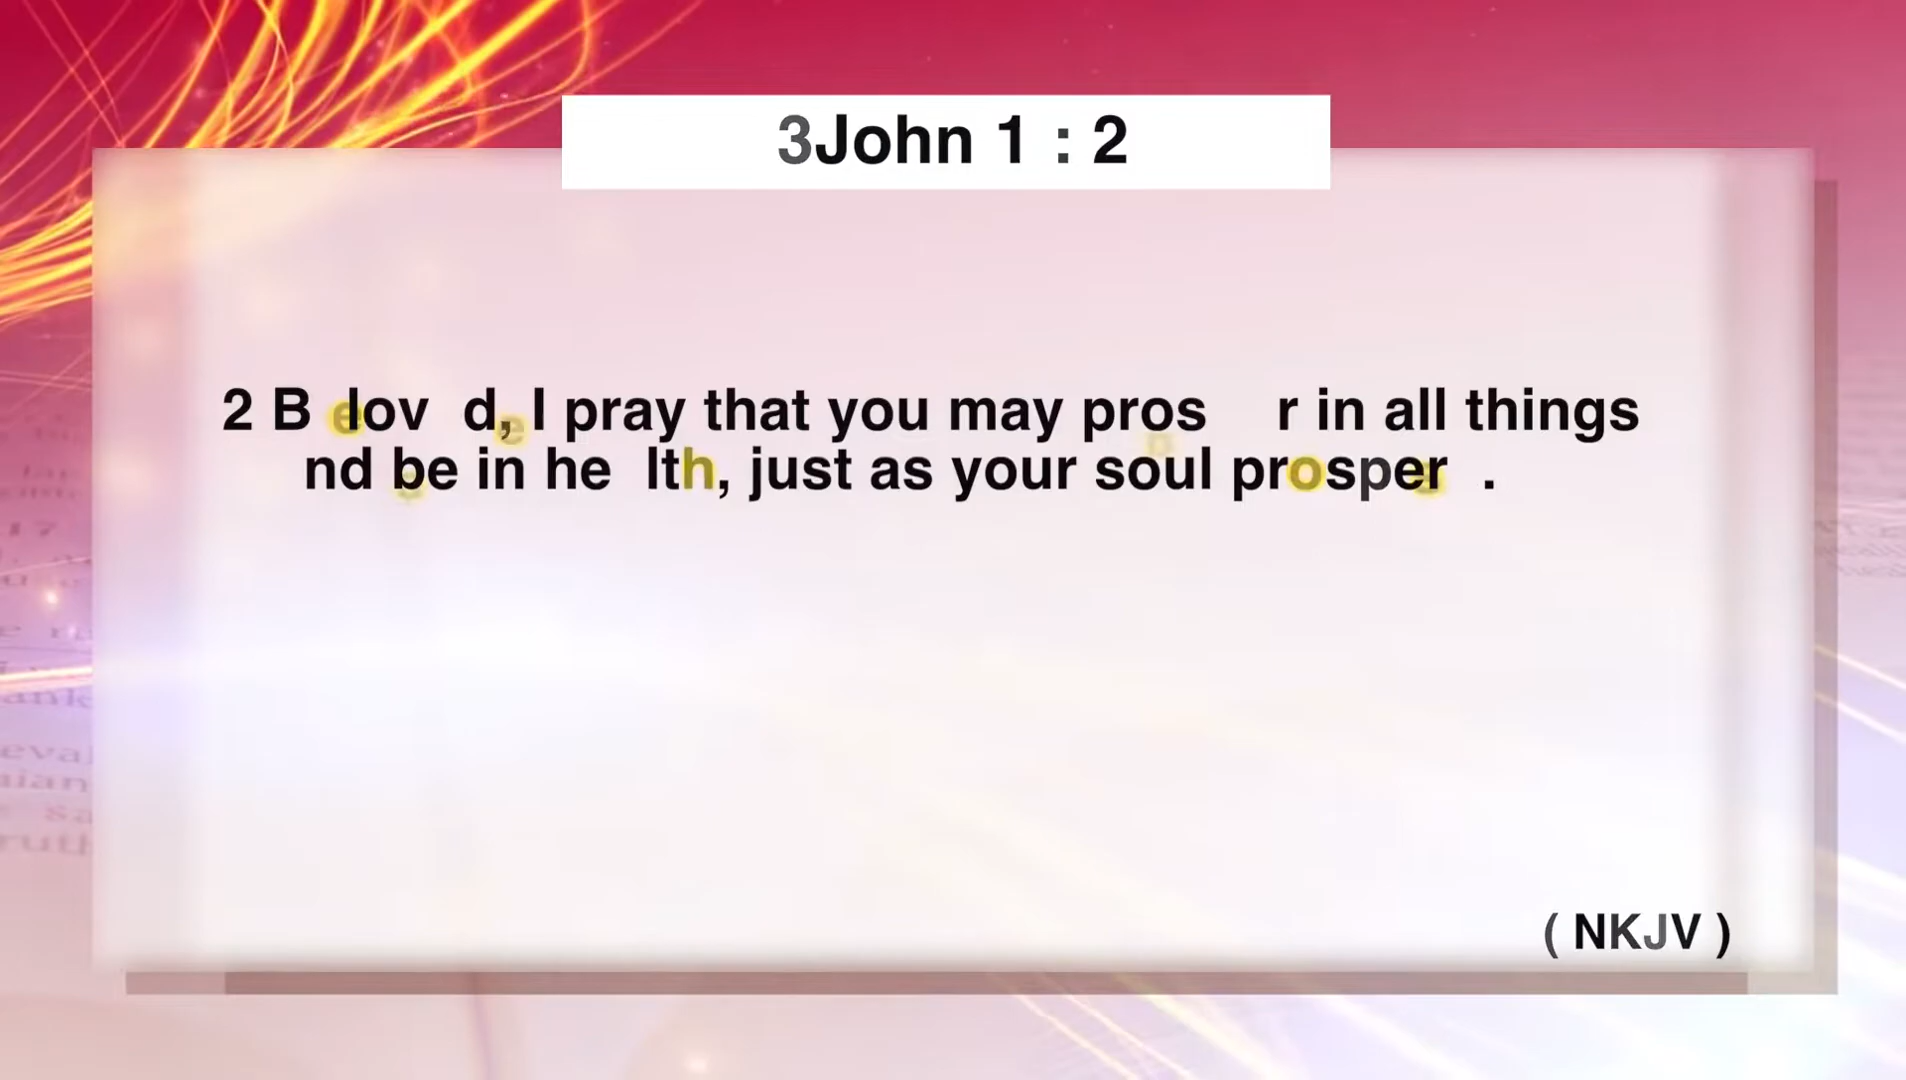 3John 1 : 2
2 B elov d, I pray that you may pros r in all things
nd be in he lth, just as your soul prosper .
( NKJV )